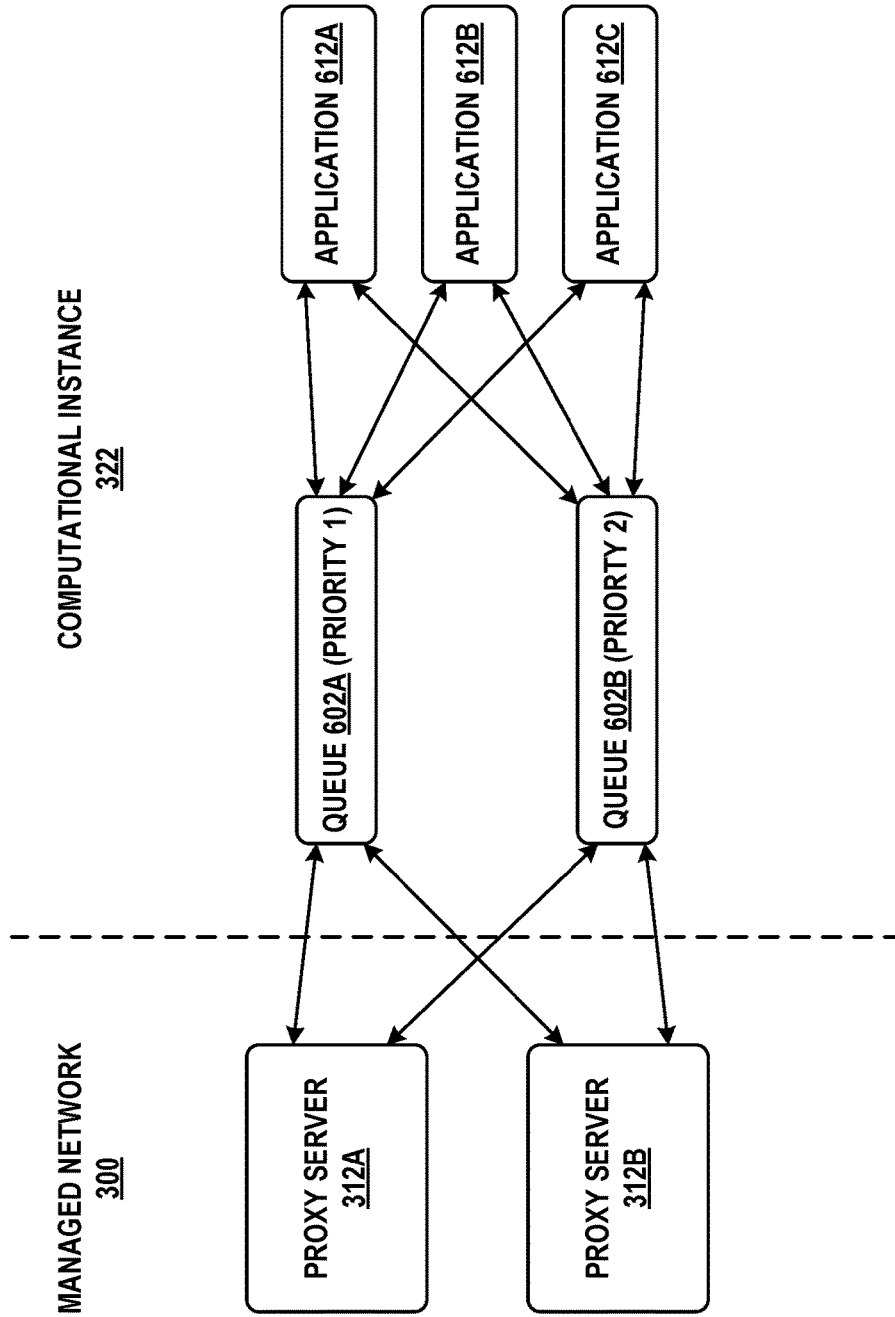 MANAGED NETWORK
300
COMPUTATIONAL INSTANCE
322
PROXY SERVER
312A
PROXY SERVER
312B
QUEUE 602A (PRIORITY 1)
QUEUE 602B (PRIORTY 2)
APPLICATION 612A
APPLICATION 612B
APPLICATION 612C